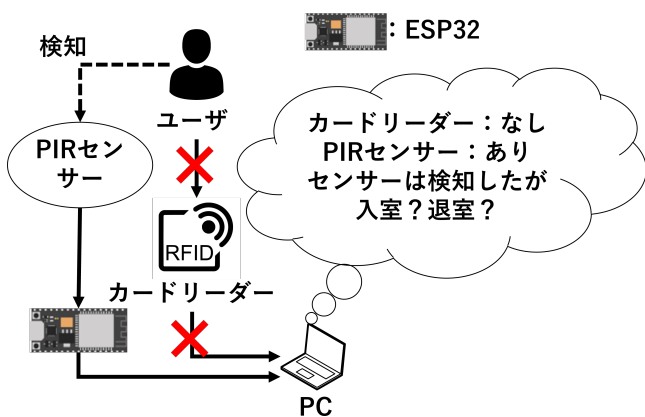 検知
：ESP32
ユーザ
PIRセン
サー
カードリーダー：なし
PIRセンサー：あり
センサーは検知したが
入室？退室？
RFID
カードリーダー
PC